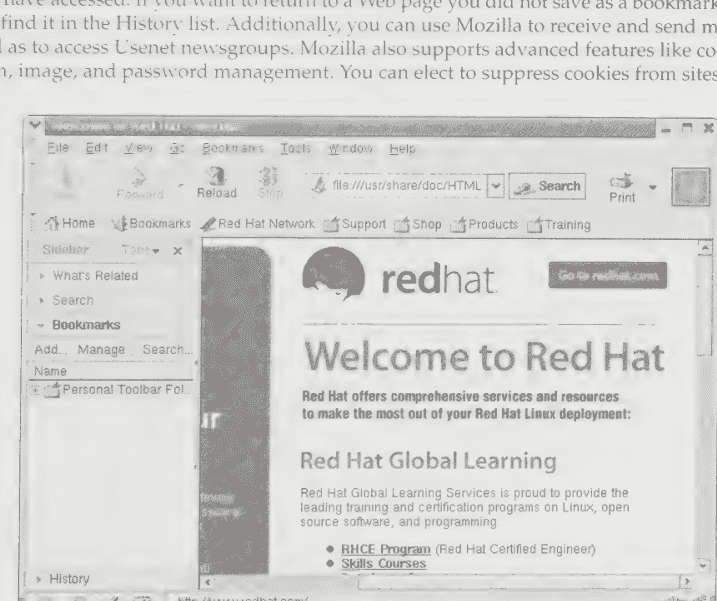 have accessed. If you want to return to a Web page you did not save as a bookmark
find it in the History list. Additionally, you can use Mozilla to receive and send m
as to access Usenet newsgroups. Mozilla also supports advanced features like co
image, and password management. You can elect to suppress cookies from sites
File Edit View Go Bookmarks Tools Window Help
Forward Reload Stop file:///usr/share/doc/HTML Search Print
Home Bookmarks Red Hat Network Support Shop Products Training
Sidebar Tabs
What's Related
Search
Bookmarks
Add... Manage Search...
Name
Personal Toolbar Fol..
History
redhat
Go to redhat.com
Welcome to Red Hat
Red Hat offers comprehensive services and resources
to make the most out of your Red Hat Linux deployment:
Red Hat Global Learning
Red Hat Global Learning Services is proud to provide the
leading training and certification programs on Linux, open
source software, and programming.
RHCE Program (Red Hat Certified Engineer)
Skills Courses
http://www.redhat.com/